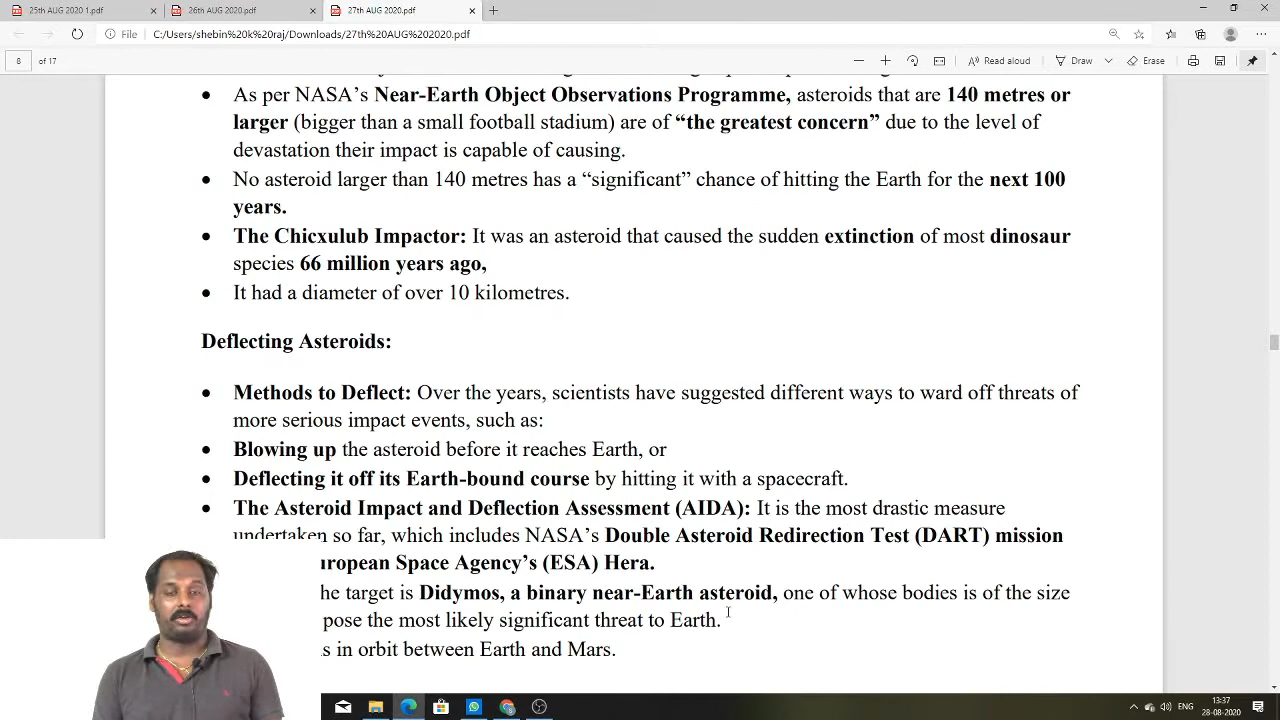 25th AUG 2020 1.pdf
26th AUG 2020.pdf
27th AUG 2020.pdf
File
C:/Users/shebin%20k%20raj/Downloads/27th%20AUG%202020.pdf
8 of 17
Read aloud
Draw
Erase
As per NASA's Near-Earth Object Observations Programme, asteroids that are 140 metres or
larger (bigger than a small football stadium) are of “the greatest concern” due to the level of
devastation their impact is capable of causing.
No asteroid larger than 140 metres has a “significant” chance of hitting the Earth for the next 100
years.
The Chicxulub Impactor: It was an asteroid that caused the sudden extinction of most dinosaur
species 66 million years ago,
It had a diameter of over 10 kilometres.
Deflecting Asteroids:
Methods to Deflect: Over the years, scientists have suggested different ways to ward off threats of
more serious impact events, such as:
Blowing up the asteroid before it reaches Earth, or
Deflecting it off its Earth-bound course by hitting it with a spacecraft.
The Asteroid Impact and Deflection Assessment (AIDA): It is the most drastic measure
undertaken so far, which includes NASA's Double Asteroid Redirection Test (DART) mission
uropean Space Agency's (ESA) Hera.
he target is Didymos, a binary near-Earth asteroid, one of whose bodies is of the size
pose the most likely significant threat to Earth.
s in orbit between Earth and Mars.
ENG
13:37
28-08-2020